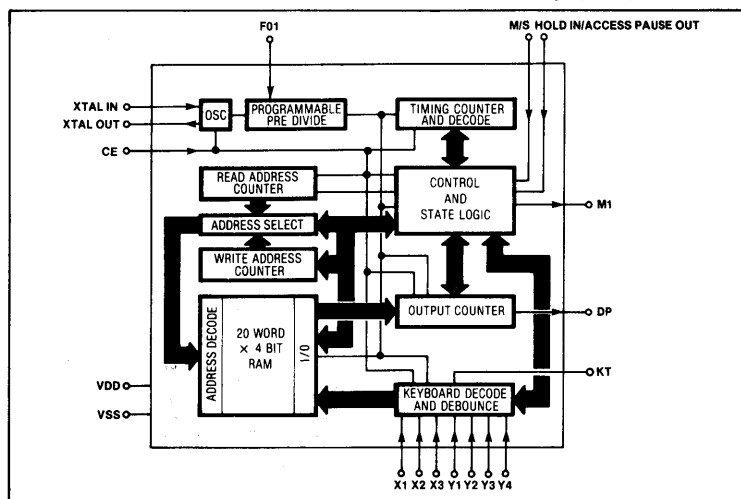 M/S HOLD IN/ACCESS PAUSE OUT
F01
XTAL IN
XTAL OUT
CE
OSC
PROGRAMMABLE
PRE DIVIDE
TIMING COUNTER
AND DECODE
READ ADDRESS
COUNTER
ADDRESS SELECT
WRITE ADDRESS
COUNTER
CONTROL
AND
STATE LOGIC
M1
ADDRESS DECODE
20 WORD
× 4 BIT
RAM
I/O
OUTPUT COUNTER
DP
KEYBOARD DECODE
AND DEBOUNCE
KT
VDD
VSS
X1 X2 X3 Y1 Y2 Y3 Y4